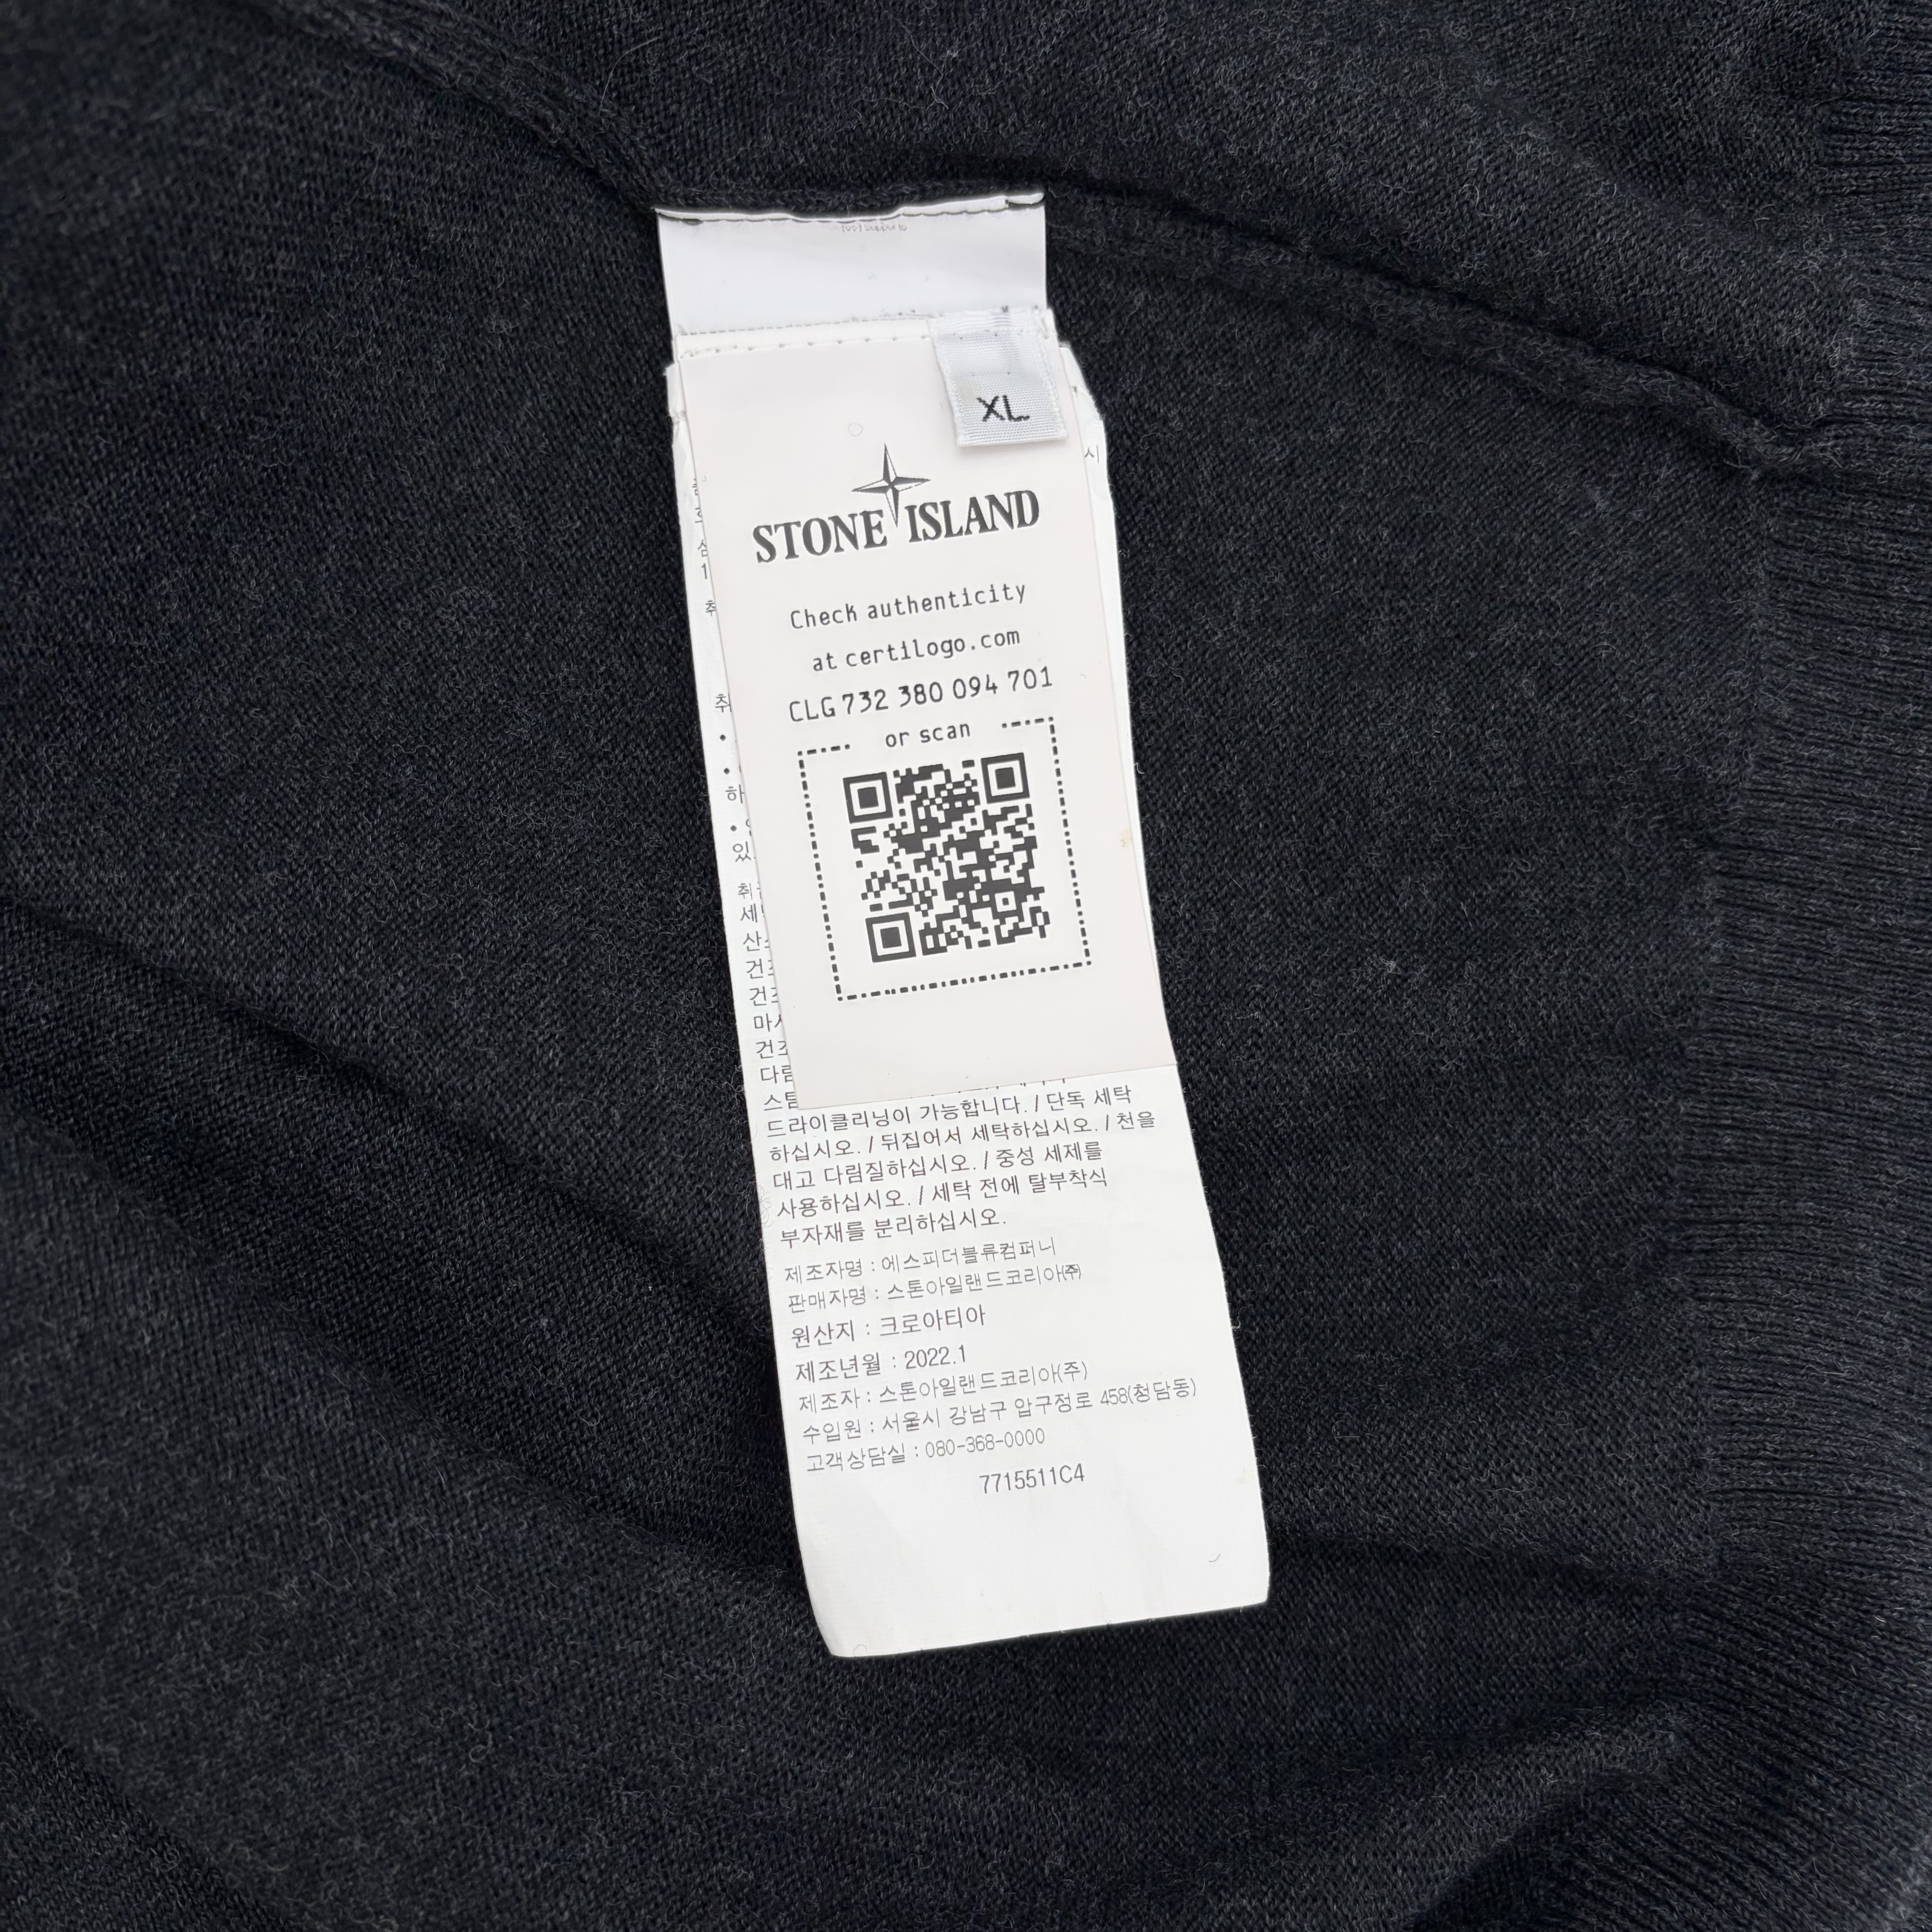 XL
STONE ISLAND
Check authenticity
at certilogo.com
CLG 732 380 094 701
or scan
드라이클리닝이 가능합니다. / 단독 세탁
하십시오. / 뒤집어서 세탁하십시오. / 천을
대고 다림질하십시오. / 중성 세제를
사용하십시오. / 세탁 전에 탈부착식
부자재를 분리하십시오.
제조자명 : 에스피더블류컴퍼니
판매자명 : 스톤아일랜드코리아(주)
원산지 : 크로아티아
제조년월 : 2022.1
제조자 : 스톤아일랜드코리아(주)
수입원 : 서울시 강남구 압구정로 458(청담동)
고객상담실 : 080-368-0000
7715511C4